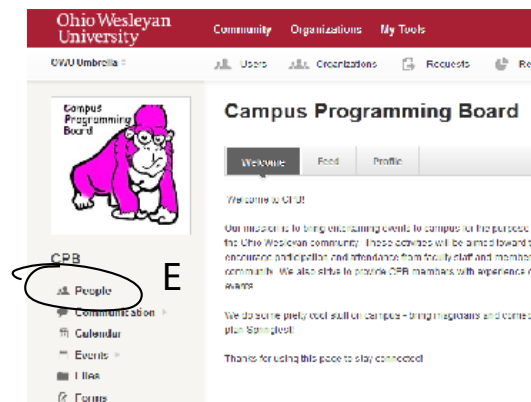 Ohio Wesleyan
University
Community Organizations My Tools
OWU Umbrella
Users Organizations Requests Re
Campus
Programming
Board
Campus Programming Board
Welcome Feed Profile
Welcome to CPB!
Our mission is to bring entertaining events to campus for the purpose
the Ohio Wesleyan community. These activities will be aimed toward t
encourage participation and attendance from faculty staff and member
community. We also strive to provide CPB members with experience o
events.
We do some pretty cool stuff on campus - bring magicians and comed
plan Springfest!
Thanks for using this page to stay connected!
CPB
E
People
Communication
Calendar
Events
Files
Forms